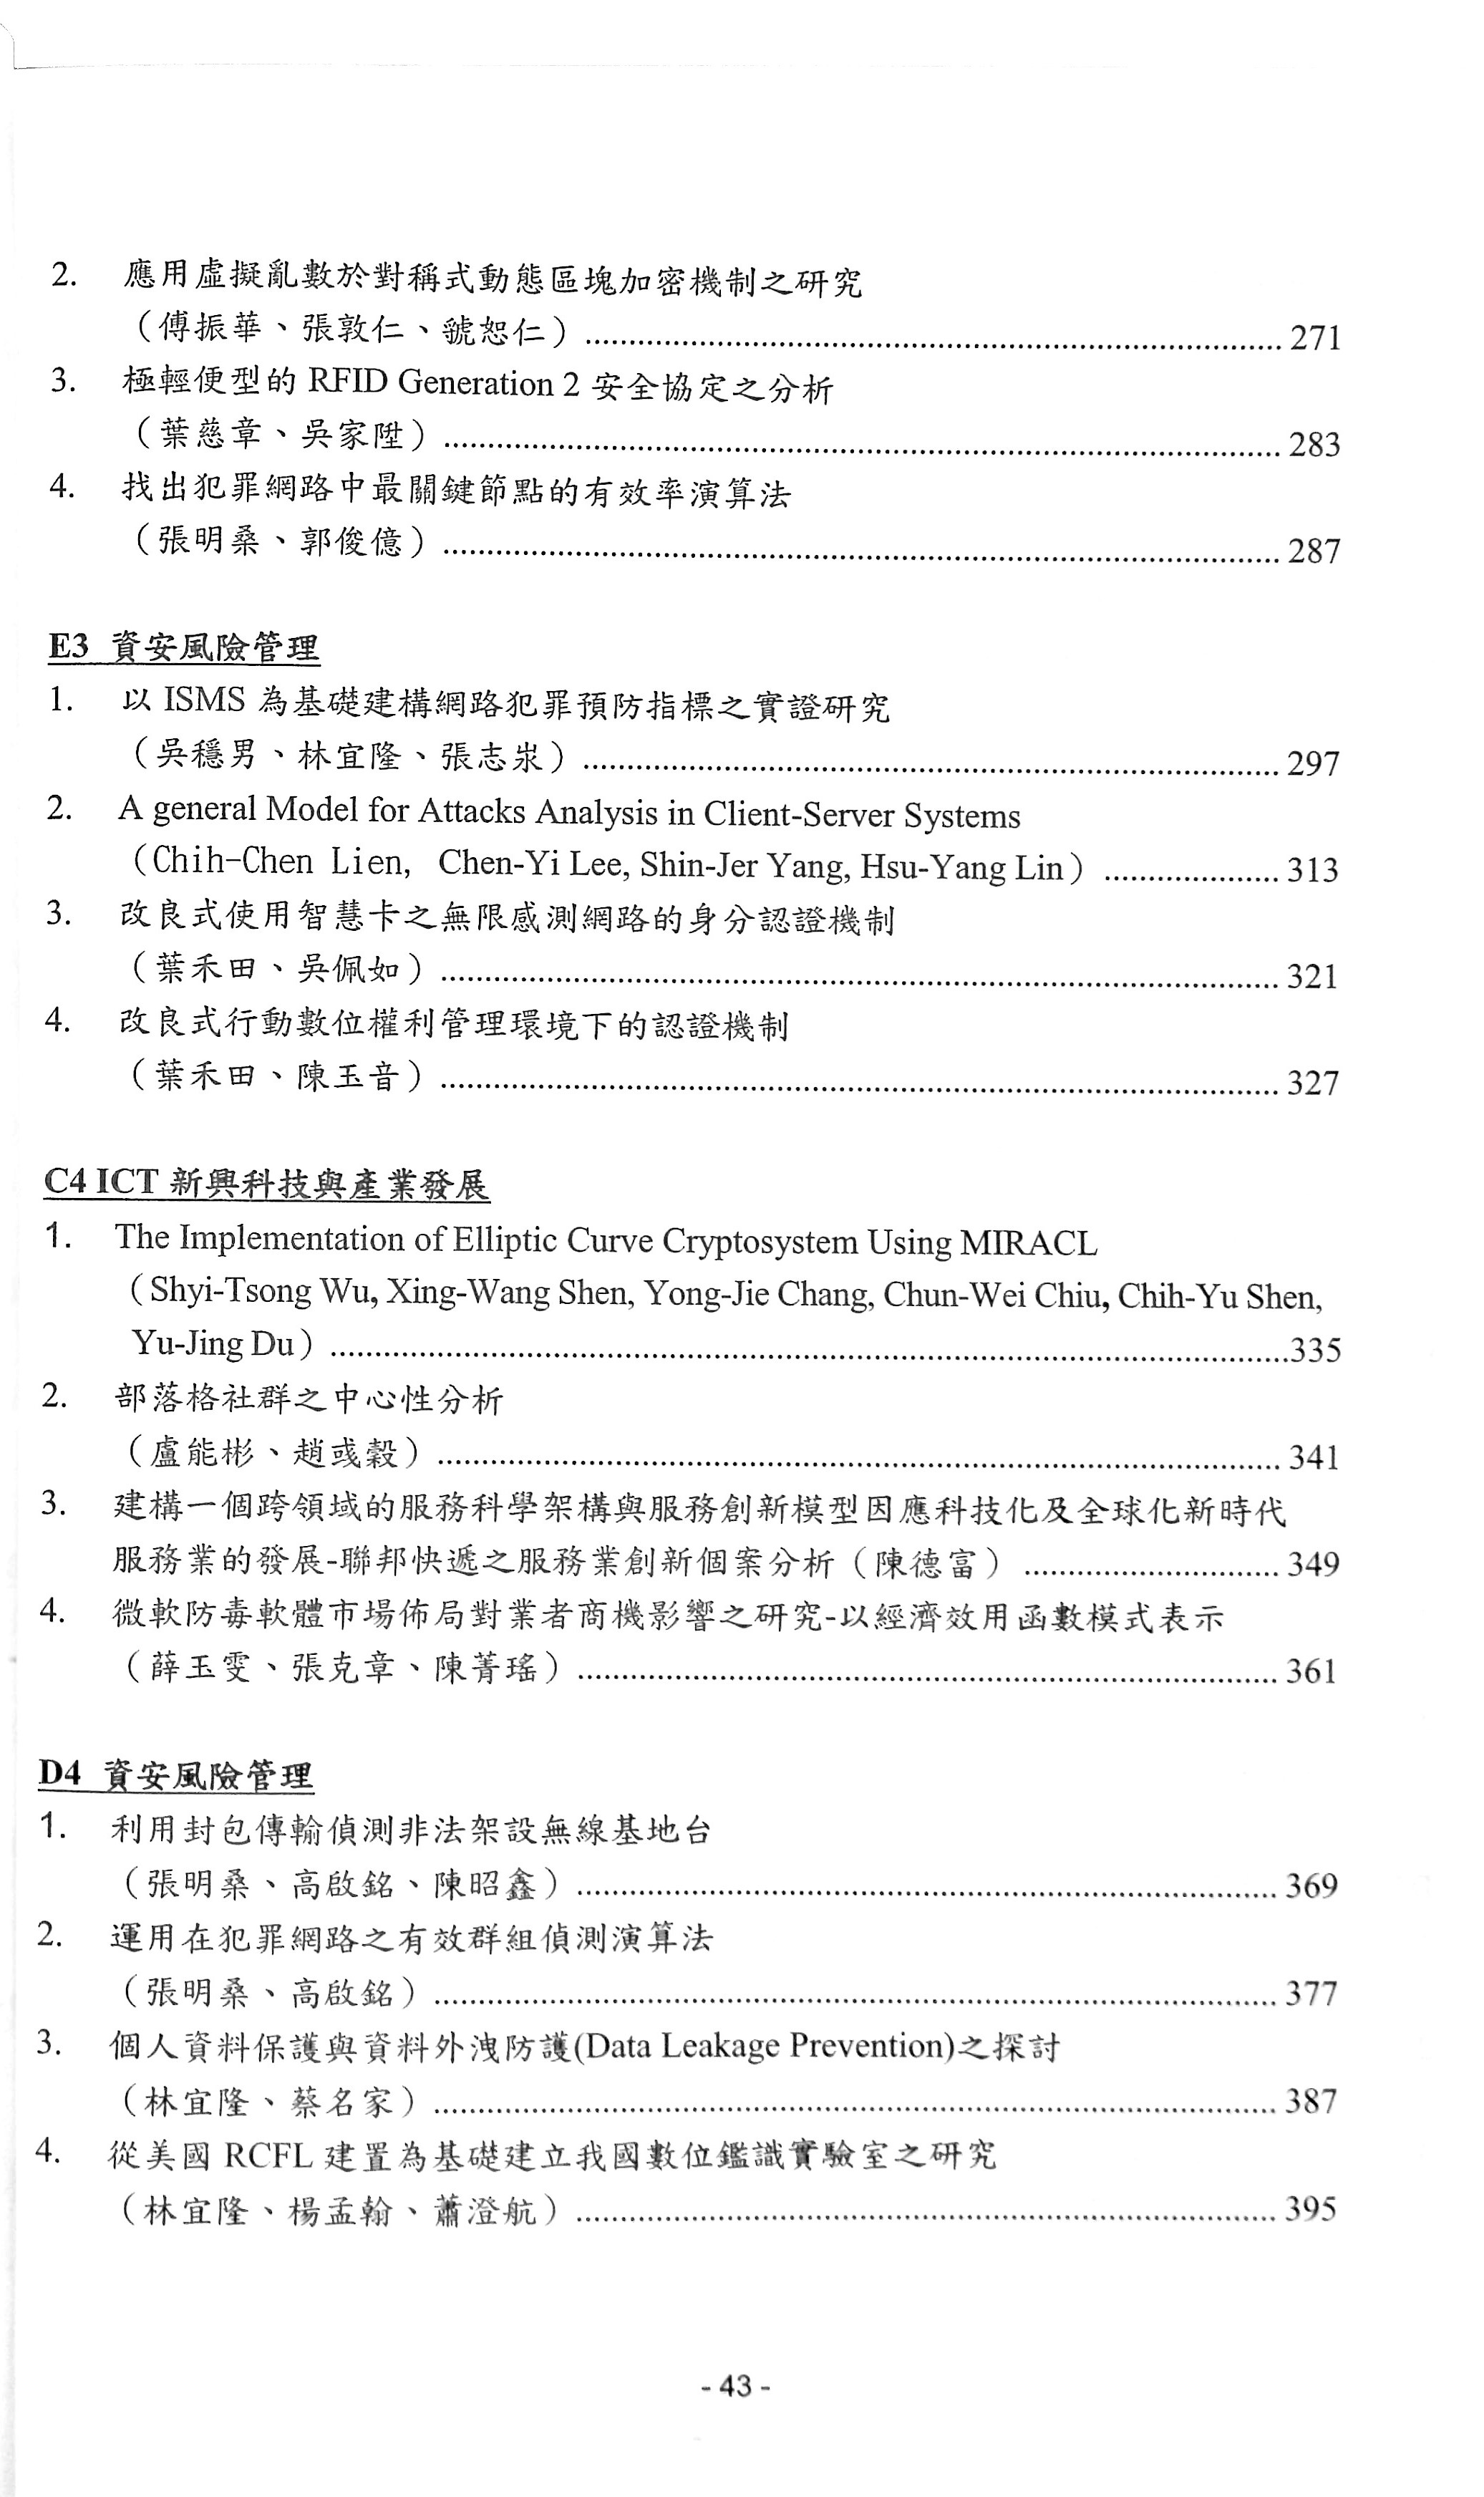 2. 應用虛擬亂數於對稱式動態區塊加密機制之研究
（傅振華、張敦仁、虢恕仁）271
3. 極輕便型的 RFID Generation 2 安全協定之分析
（葉慈章、吳家陞）283
4. 找出犯罪網路中最關鍵節點的有效率演算法
（張明桑、郭俊億）287
E3 資安風險管理
1. 以 ISMS 為基礎建構網路犯罪預防指標之實證研究
（吳穩男、林宜隆、張志汖）297
2. A general Model for Attacks Analysis in Client-Server Systems
（Chih-Chen Lien, Chen-Yi Lee, Shin-Jer Yang, Hsu-Yang Lin）313
3. 改良式使用智慧卡之無限感測網路的身分認證機制
（葉禾田、吳佩如）321
4. 改良式行動數位權利管理環境下的認證機制
（葉禾田、陳玉音）327
C4 ICT 新興科技與產業發展
1. The Implementation of Elliptic Curve Cryptosystem Using MIRACL
（Shyi-Tsong Wu, Xing-Wang Shen, Yong-Jie Chang, Chun-Wei Chiu, Chih-Yu Shen,
Yu-Jing Du）335
2. 部落格社群之中心性分析
（盧能彬、趙彧穀）341
3. 建構一個跨領域的服務科學架構與服務創新模型因應科技化及全球化新時代
服務業的發展-聯邦快遞之服務業創新個案分析（陳德富）349
4. 微軟防毒軟體市場佈局對業者商機影響之研究-以經濟效用函數模式表示
（薛玉雯、張克章、陳菁瑤）361
D4 資安風險管理
1. 利用封包傳輸偵測非法架設無線基地台
（張明桑、高啟銘、陳昭鑫）369
2. 運用在犯罪網路之有效群組偵測演算法
（張明桑、高啟銘）377
3. 個人資料保護與資料外洩防護(Data Leakage Prevention)之探討
（林宜隆、蔡名家）387
4. 從美國 RCFL 建置為基礎建立我國數位鑑識實驗室之研究
（林宜隆、楊孟翰、蕭澄航）395
- 43 -